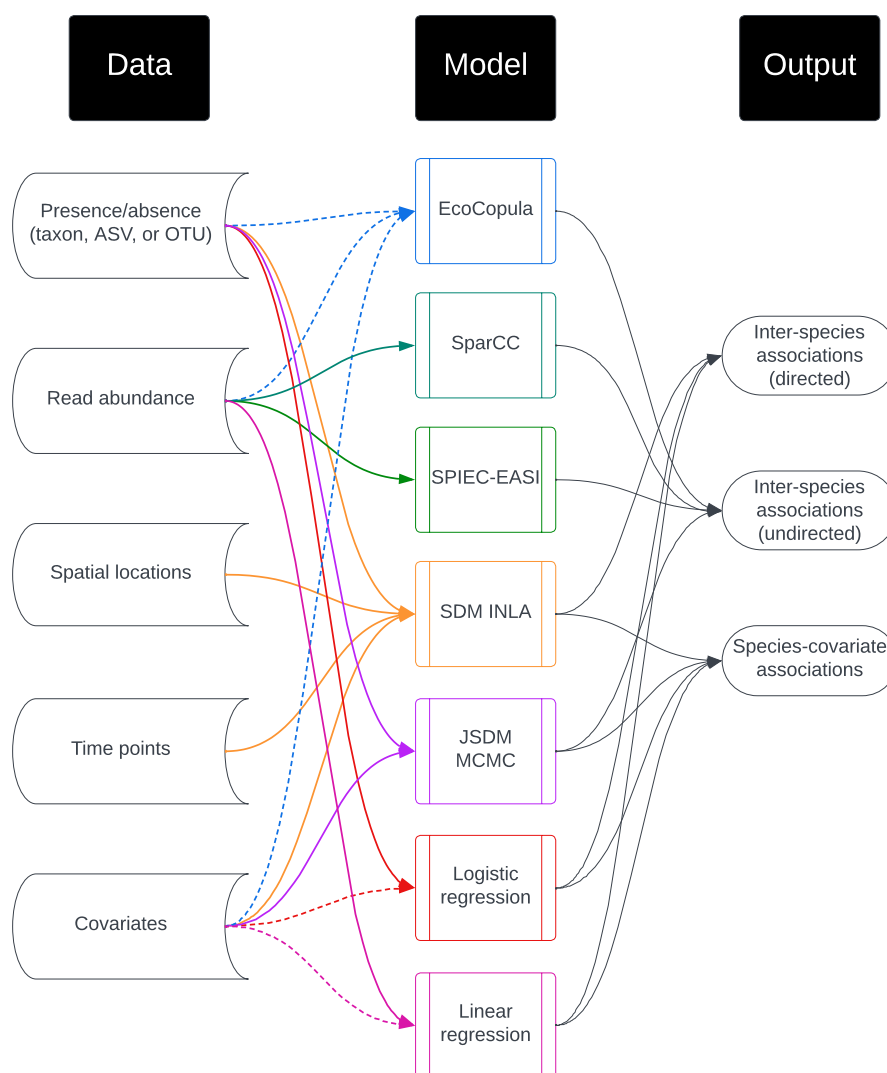 Data
Model
Output
Presence/absence
(taxon, ASV, or OTU)
Read abundance
Spatial locations
Time points
Covariates
EcoCopula
SparCC
SPIEC-EASI
SDM INLA
JSDM
MCMC
Logistic
regression
Linear
regression
Inter-species
associations
(directed)
Inter-species
associations
(undirected)
Species-covariate
associations